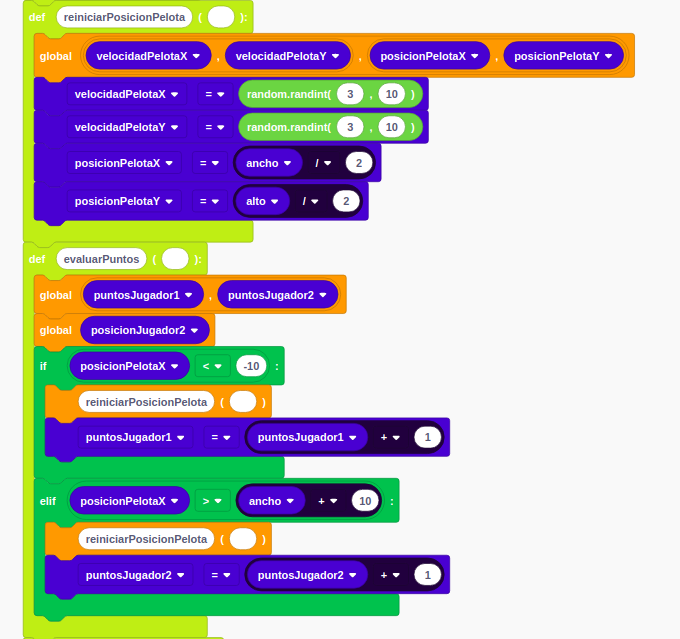 def reiniciarPosicionPelota ( ):
global velocidadPelotaX , velocidadPelotaY , posicionPelotaX , posicionPelotaY
velocidadPelotaX = random.randint( 3 , 10 )
velocidadPelotaY = random.randint( 3 , 10 )
posicionPelotaX = ancho / 2
posicionPelotaY = alto / 2
def evaluarPuntos ( ):
global puntosJugador1 , puntosJugador2
global posicionJugador2
if posicionPelotaX < -10 :
reiniciarPosicionPelota ( )
puntosJugador1 = puntosJugador1 + 1
elif posicionPelotaX > ancho + 10 :
reiniciarPosicionPelota ( )
puntosJugador2 = puntosJugador2 + 1